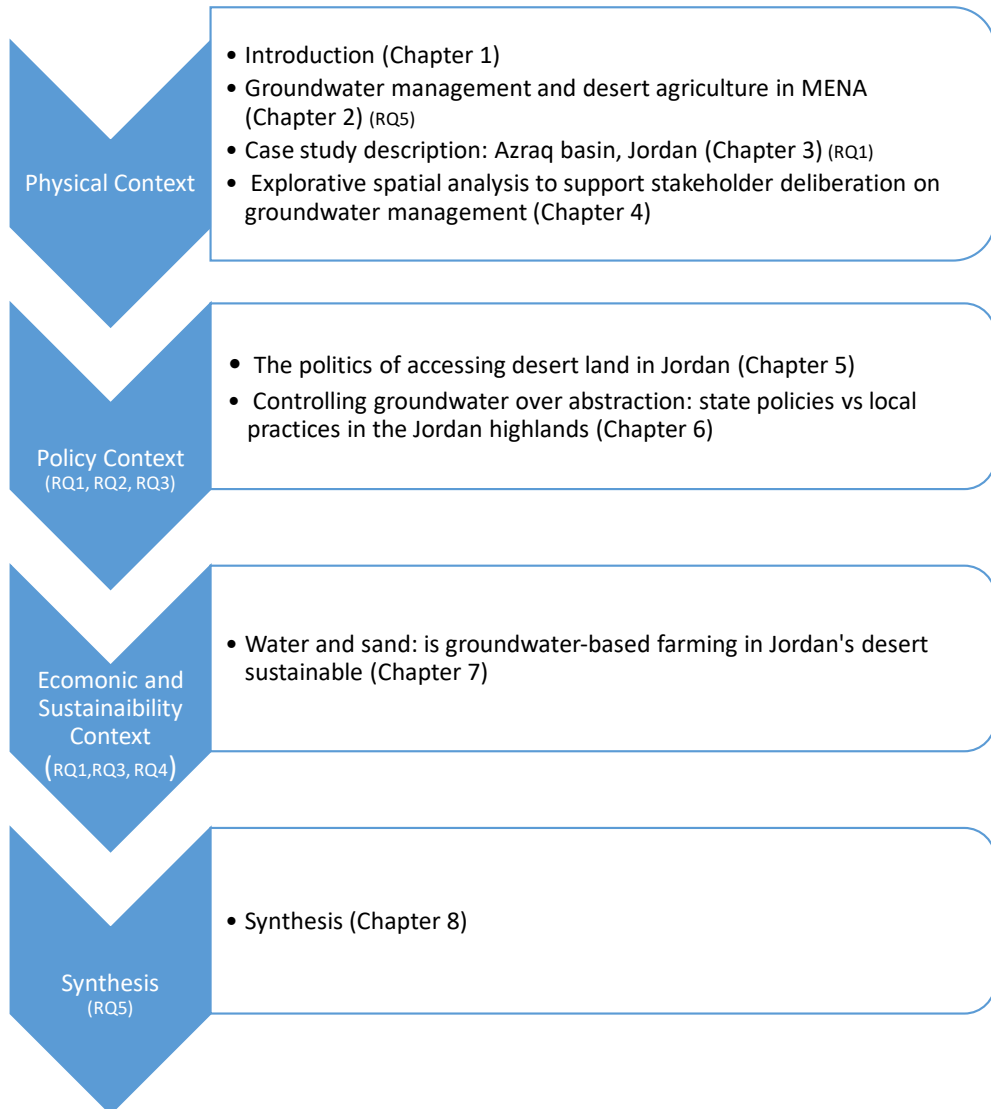 Physical Context
• Introduction (Chapter 1)
• Groundwater management and desert agriculture in MENA
(Chapter 2) (RQ5)
• Case study description: Azraq basin, Jordan (Chapter 3) (RQ1)
• Explorative spatial analysis to support stakeholder deliberation on
groundwater management (Chapter 4)
Policy Context
(RQ1, RQ2, RQ3)
• The politics of accessing desert land in Jordan (Chapter 5)
• Controlling groundwater over abstraction: state policies vs local
practices in the Jordan highlands (Chapter 6)
Ecomonic and
Sustainaibility
Context
(RQ1,RQ3, RQ4)
• Water and sand: is groundwater-based farming in Jordan's desert
sustainable (Chapter 7)
Synthesis
(RQ5)
• Synthesis (Chapter 8)